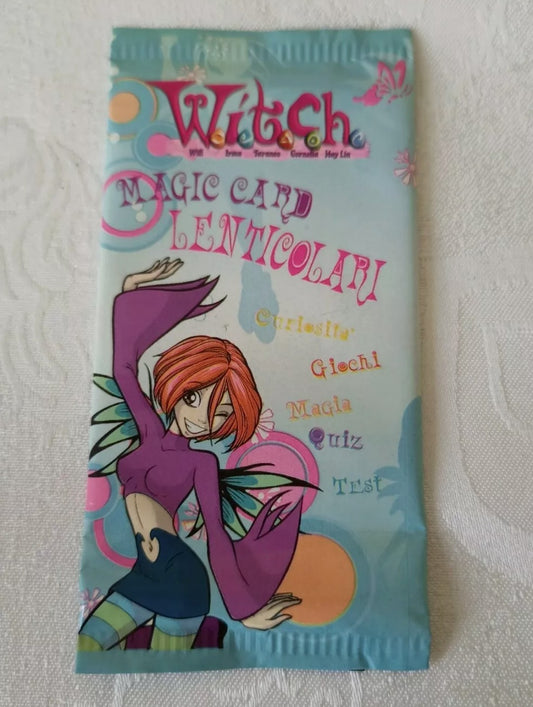 W.i.t.c.h.
Will Irma Taranee Cornelia Hay Lin
MAGIC CARD
LENTICOLARI
Curiosita'
Giochi
Magia
Quiz
Test